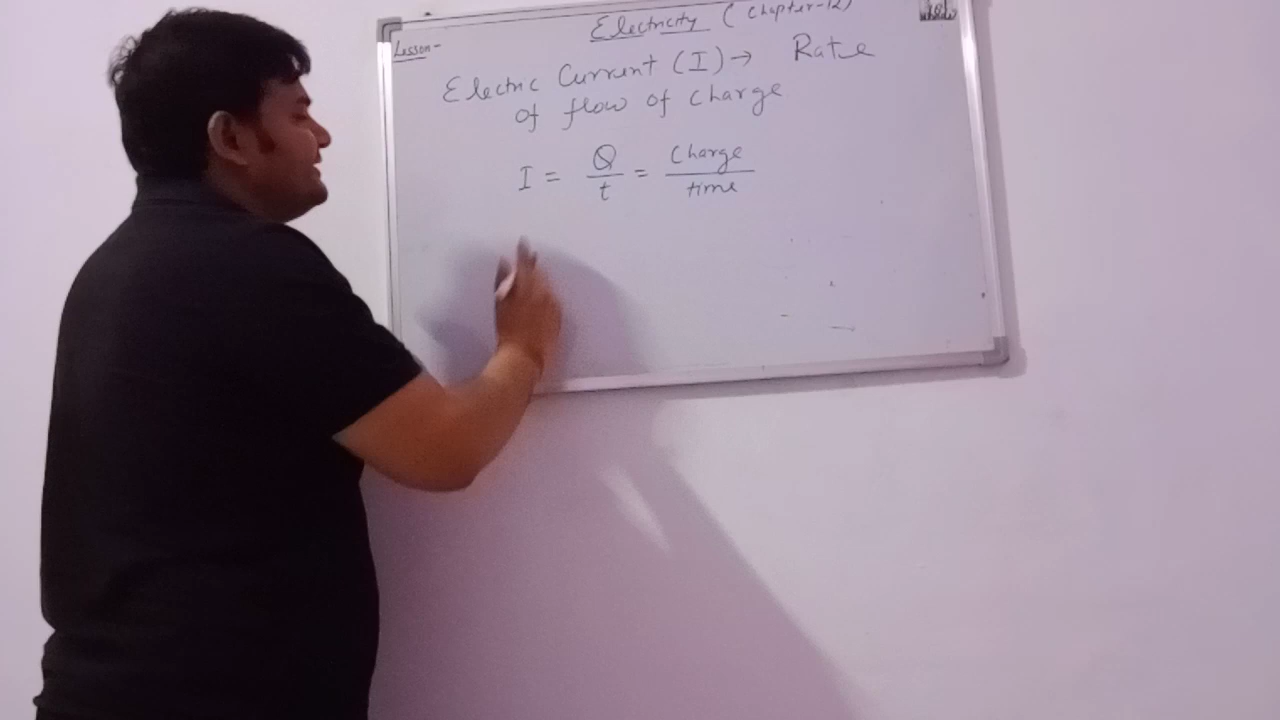 Electricity (Chapter-12)
Lesson-
Electric Current (I) → Rate
of flow of charge
I = Q/t = charge/time